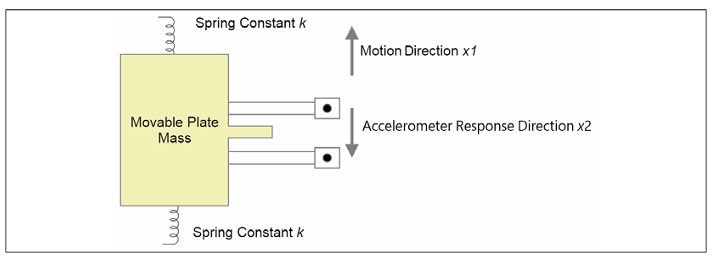 Spring Constant k
Motion Direction x1
Movable Plate
Mass
Accelerometer Response Direction x2
Spring Constant k